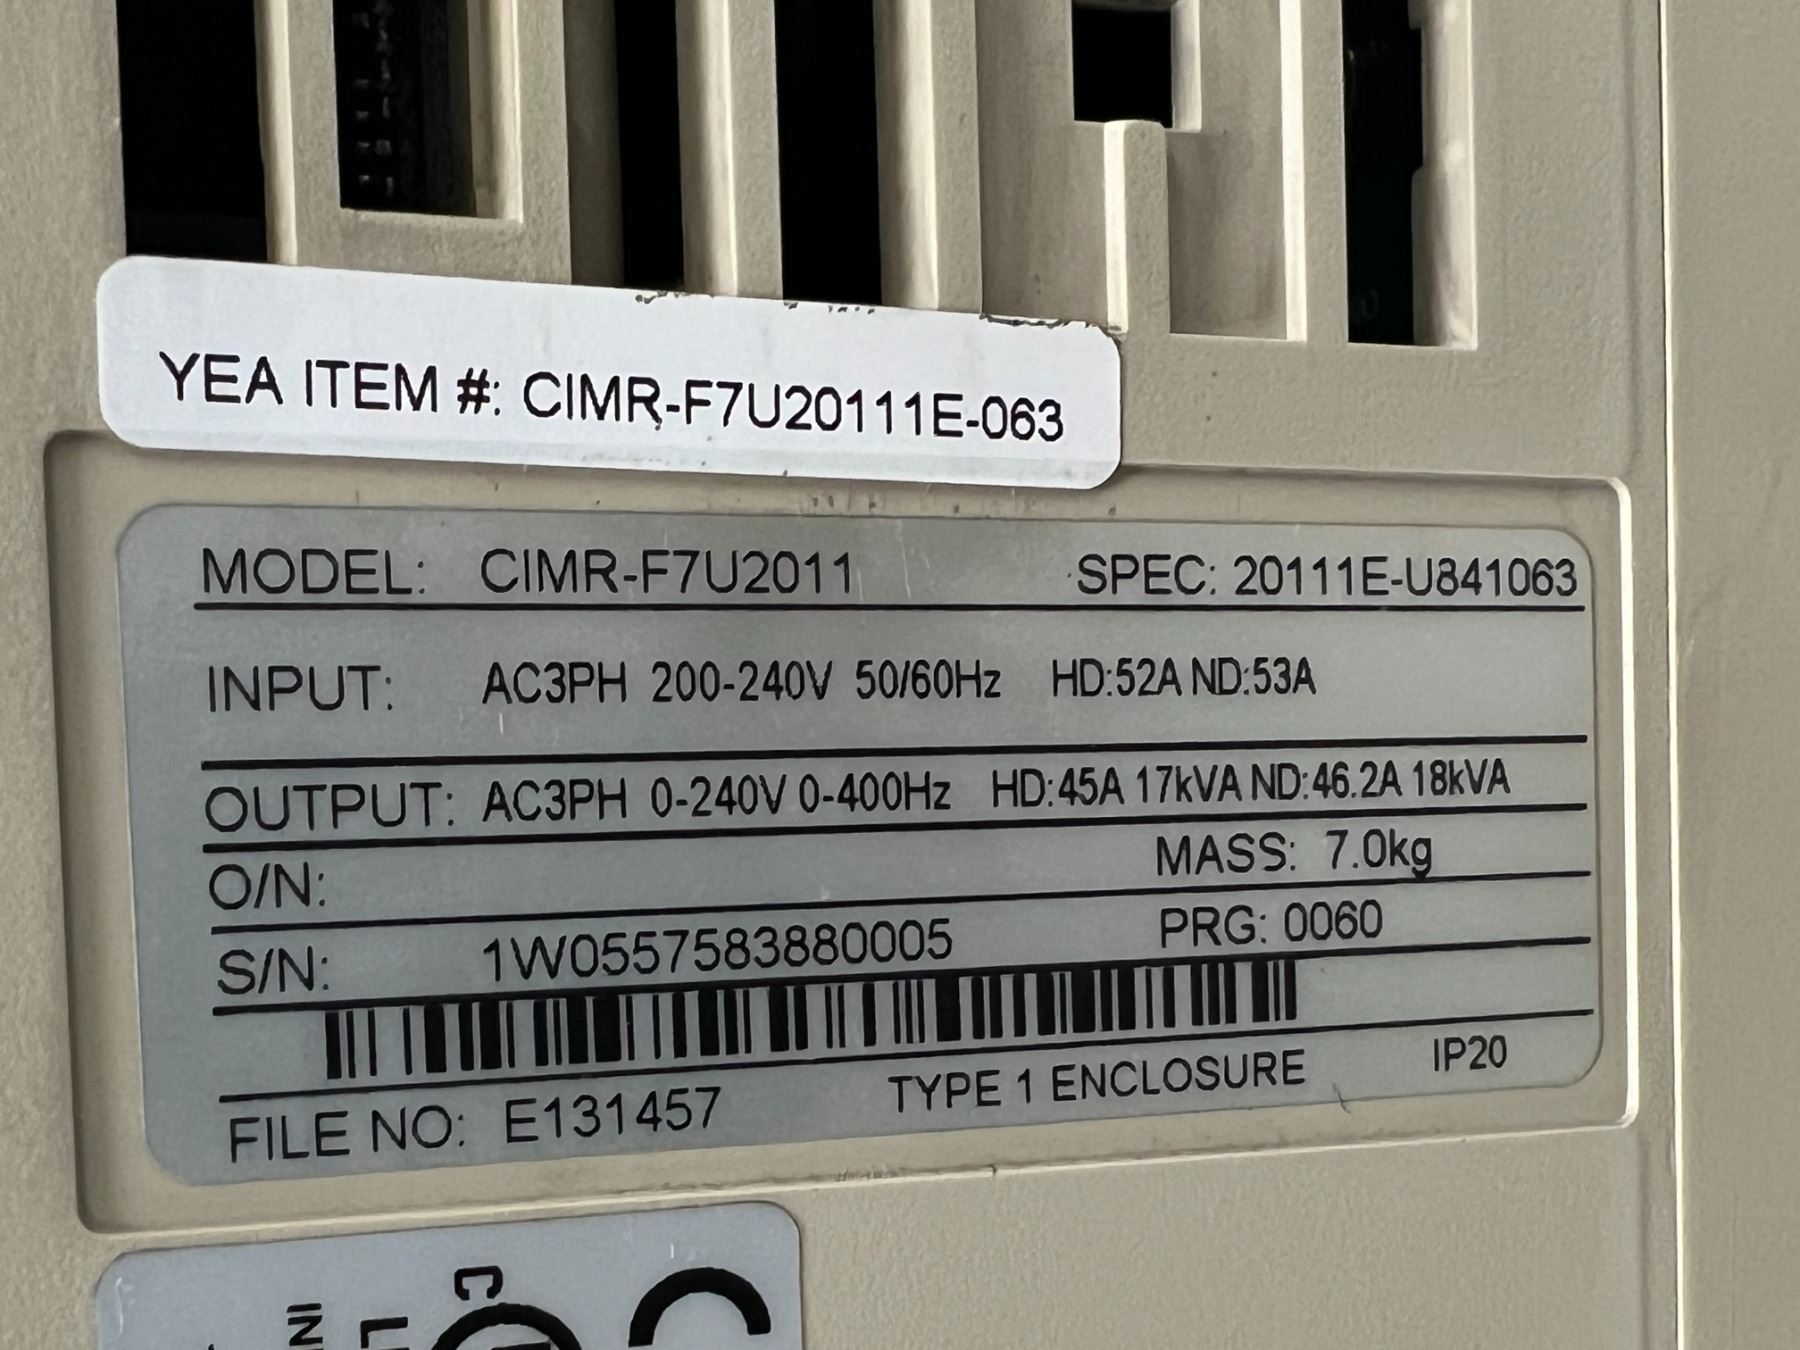 YEA ITEM #: CIMR-F7U20111E-063
MODEL: CIMR-F7U2011 SPEC: 20111E-U841063
INPUT: AC3PH 200-240V 50/60Hz HD:52A ND:53A
OUTPUT: AC3PH 0-240V 0-400Hz HD:45A 17kVA ND:46.2A 18kVA
O/N: MASS: 7.0kg
S/N: 1W0557583880005 PRG: 0060
FILE NO: E131457 TYPE 1 ENCLOSURE IP20
C
IN